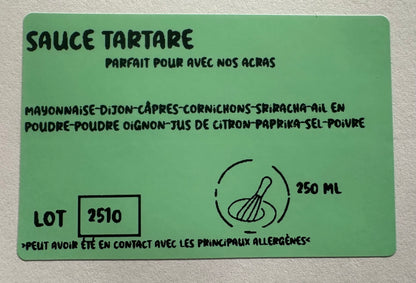 SAUCE TARTARE
PARFAIT POUR AVEC NOS ACRAS
MAYONNAISE-DIJON-CÂPRES-CORNICHONS-SRIRACHA-AIL EN
POUDRE-POUDRE OIGNON-JUS DE CITRON-PAPRIKA-SEL-POIVRE
250 ML
LOT 2510
>PEUT AVOIR ÉTÉ EN CONTACT AVEC LES PRINCIPAUX ALLERGÈNES<